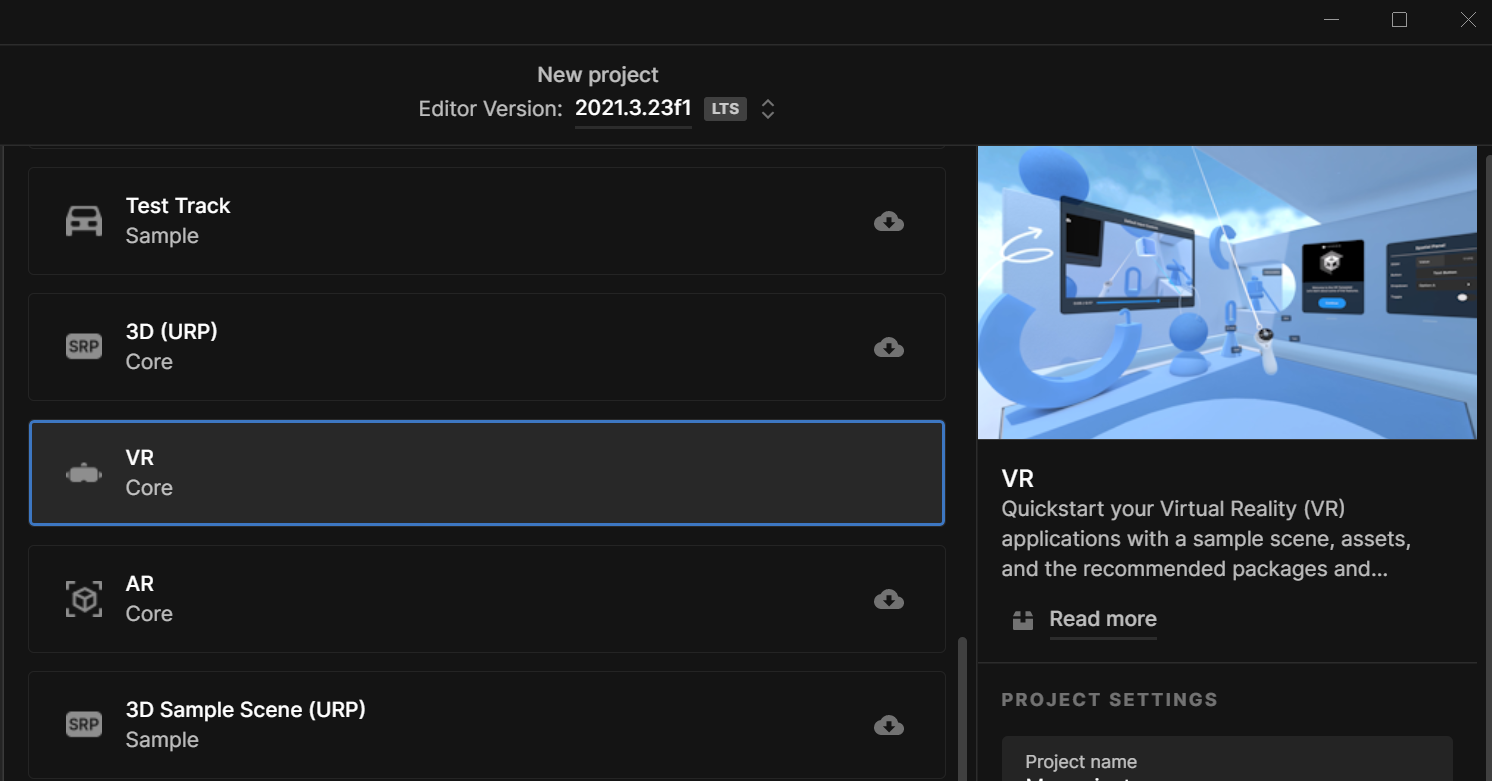 New project
Editor Version: 2021.3.23f1 LTS
Test Track
Sample
SRP
3D (URP)
Core
VR
Core
AR
Core
SRP
3D Sample Scene (URP)
Sample
VR
Quickstart your Virtual Reality (VR)
applications with a sample scene, assets,
and the recommended packages and...
Read more
PROJECT SETTINGS
Project name